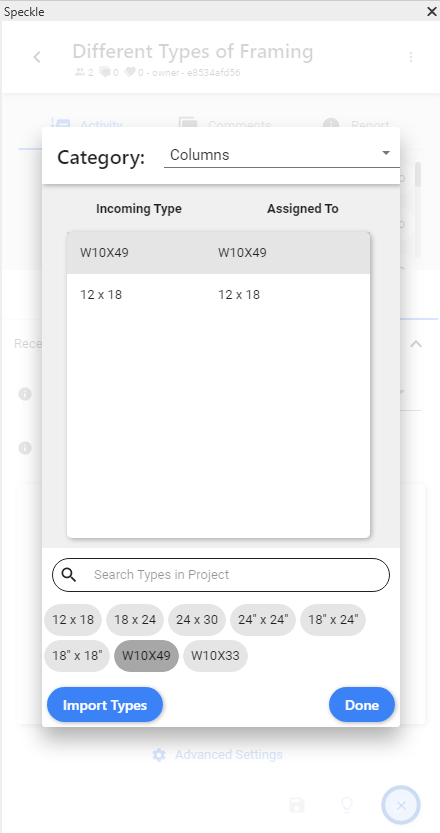 Speckle
Different Types of Framing
2 0 0 - owner - e8534afd56
Activity Comments Report
Category: Columns
Incoming Type Assigned To
W10X49 W10X49
12 x 18 12 x 18
Rece
Search Types in Project
12 x 18 18 x 24 24 x 30 24" x 24" 18" x 24"
18" x 18" W10X49 W10X33
Import Types Done
Advanced Settings